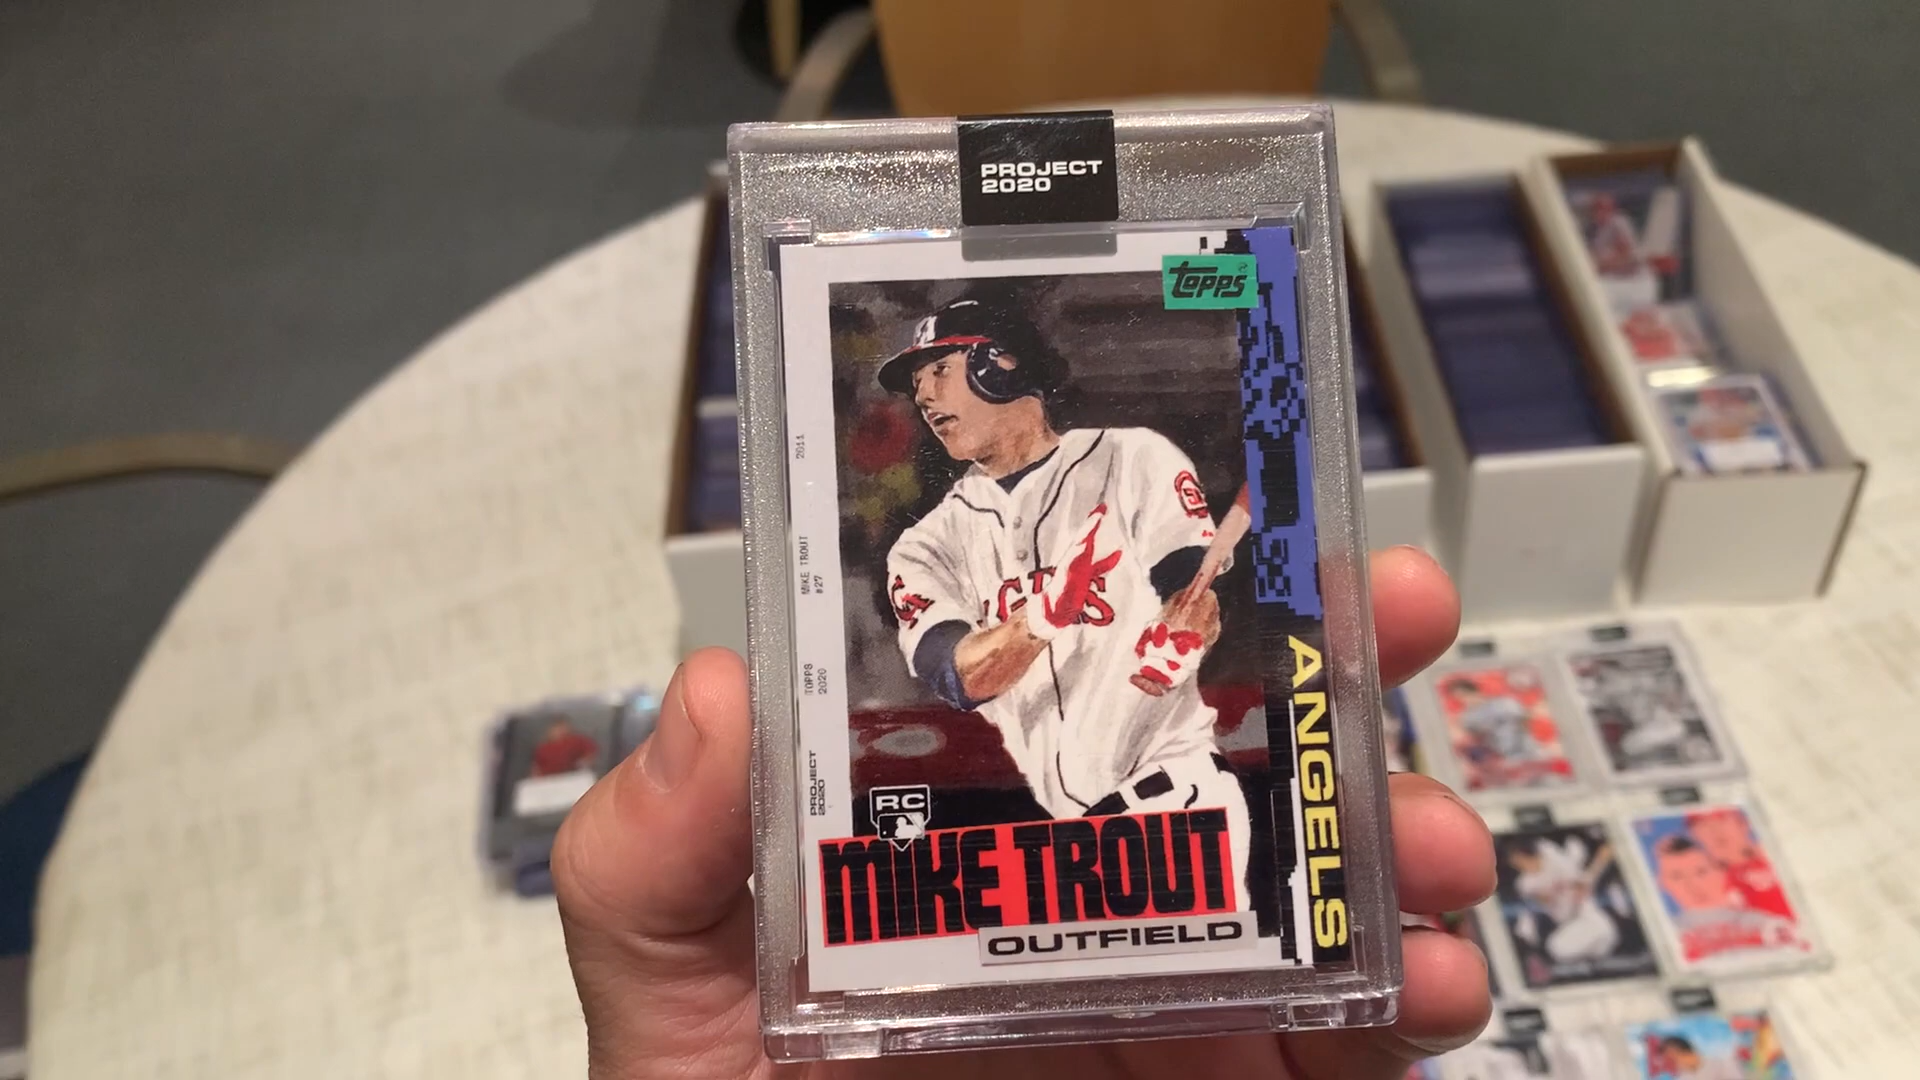 PROJECT
2020
topps
2011
MIKE TROUT
#27
TOPPS
2020
PROJECT
2020
ANGELS
RC
MIKE TROUT
OUTFIELD